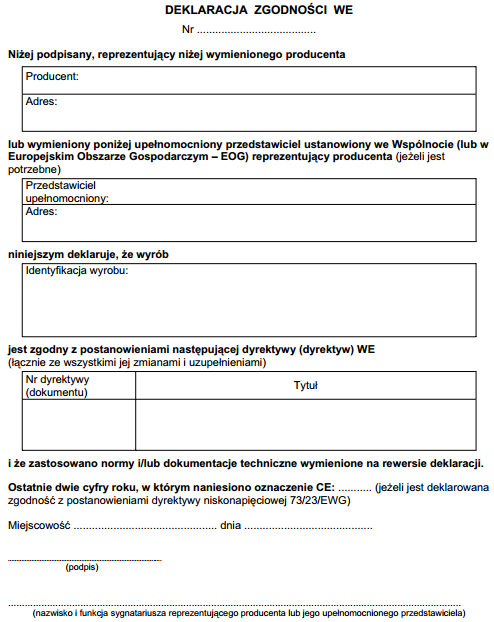 DEKLARACJA ZGODNOŚCI WE
Nr .......................................
Niżej podpisany, reprezentujący niżej wymienionego producenta
Producent:
Adres:
lub wymieniony poniżej upełnomocniony przedstawiciel ustanowiony we Wspólnocie (lub w
Europejskim Obszarze Gospodarczym – EOG) reprezentujący producenta (jeżeli jest
potrzebne)
Przedstawiciel
upełnomocniony:
Adres:
niniejszym deklaruje, że wyrób
Identyfikacja wyrobu:
jest zgodny z postanowieniami następującej dyrektywy (dyrektyw) WE
(łącznie ze wszystkimi jej zmianami i uzupełnieniami)
Nr dyrektywy
(dokumentu)
Tytuł
i że zastosowano normy i/lub dokumentacje techniczne wymienione na rewersie deklaracji.
Ostatnie dwie cyfry roku, w którym naniesiono oznaczenie CE: ........... (jeżeli jest deklarowana
zgodność z postanowieniami dyrektywy niskonapięciowej 73/23/EWG)
Miejscowość ............................................... dnia ..........................................
(podpis)
(nazwisko i funkcja sygnatariusza reprezentującego producenta lub jego upełnomocnionego przedstawiciela)